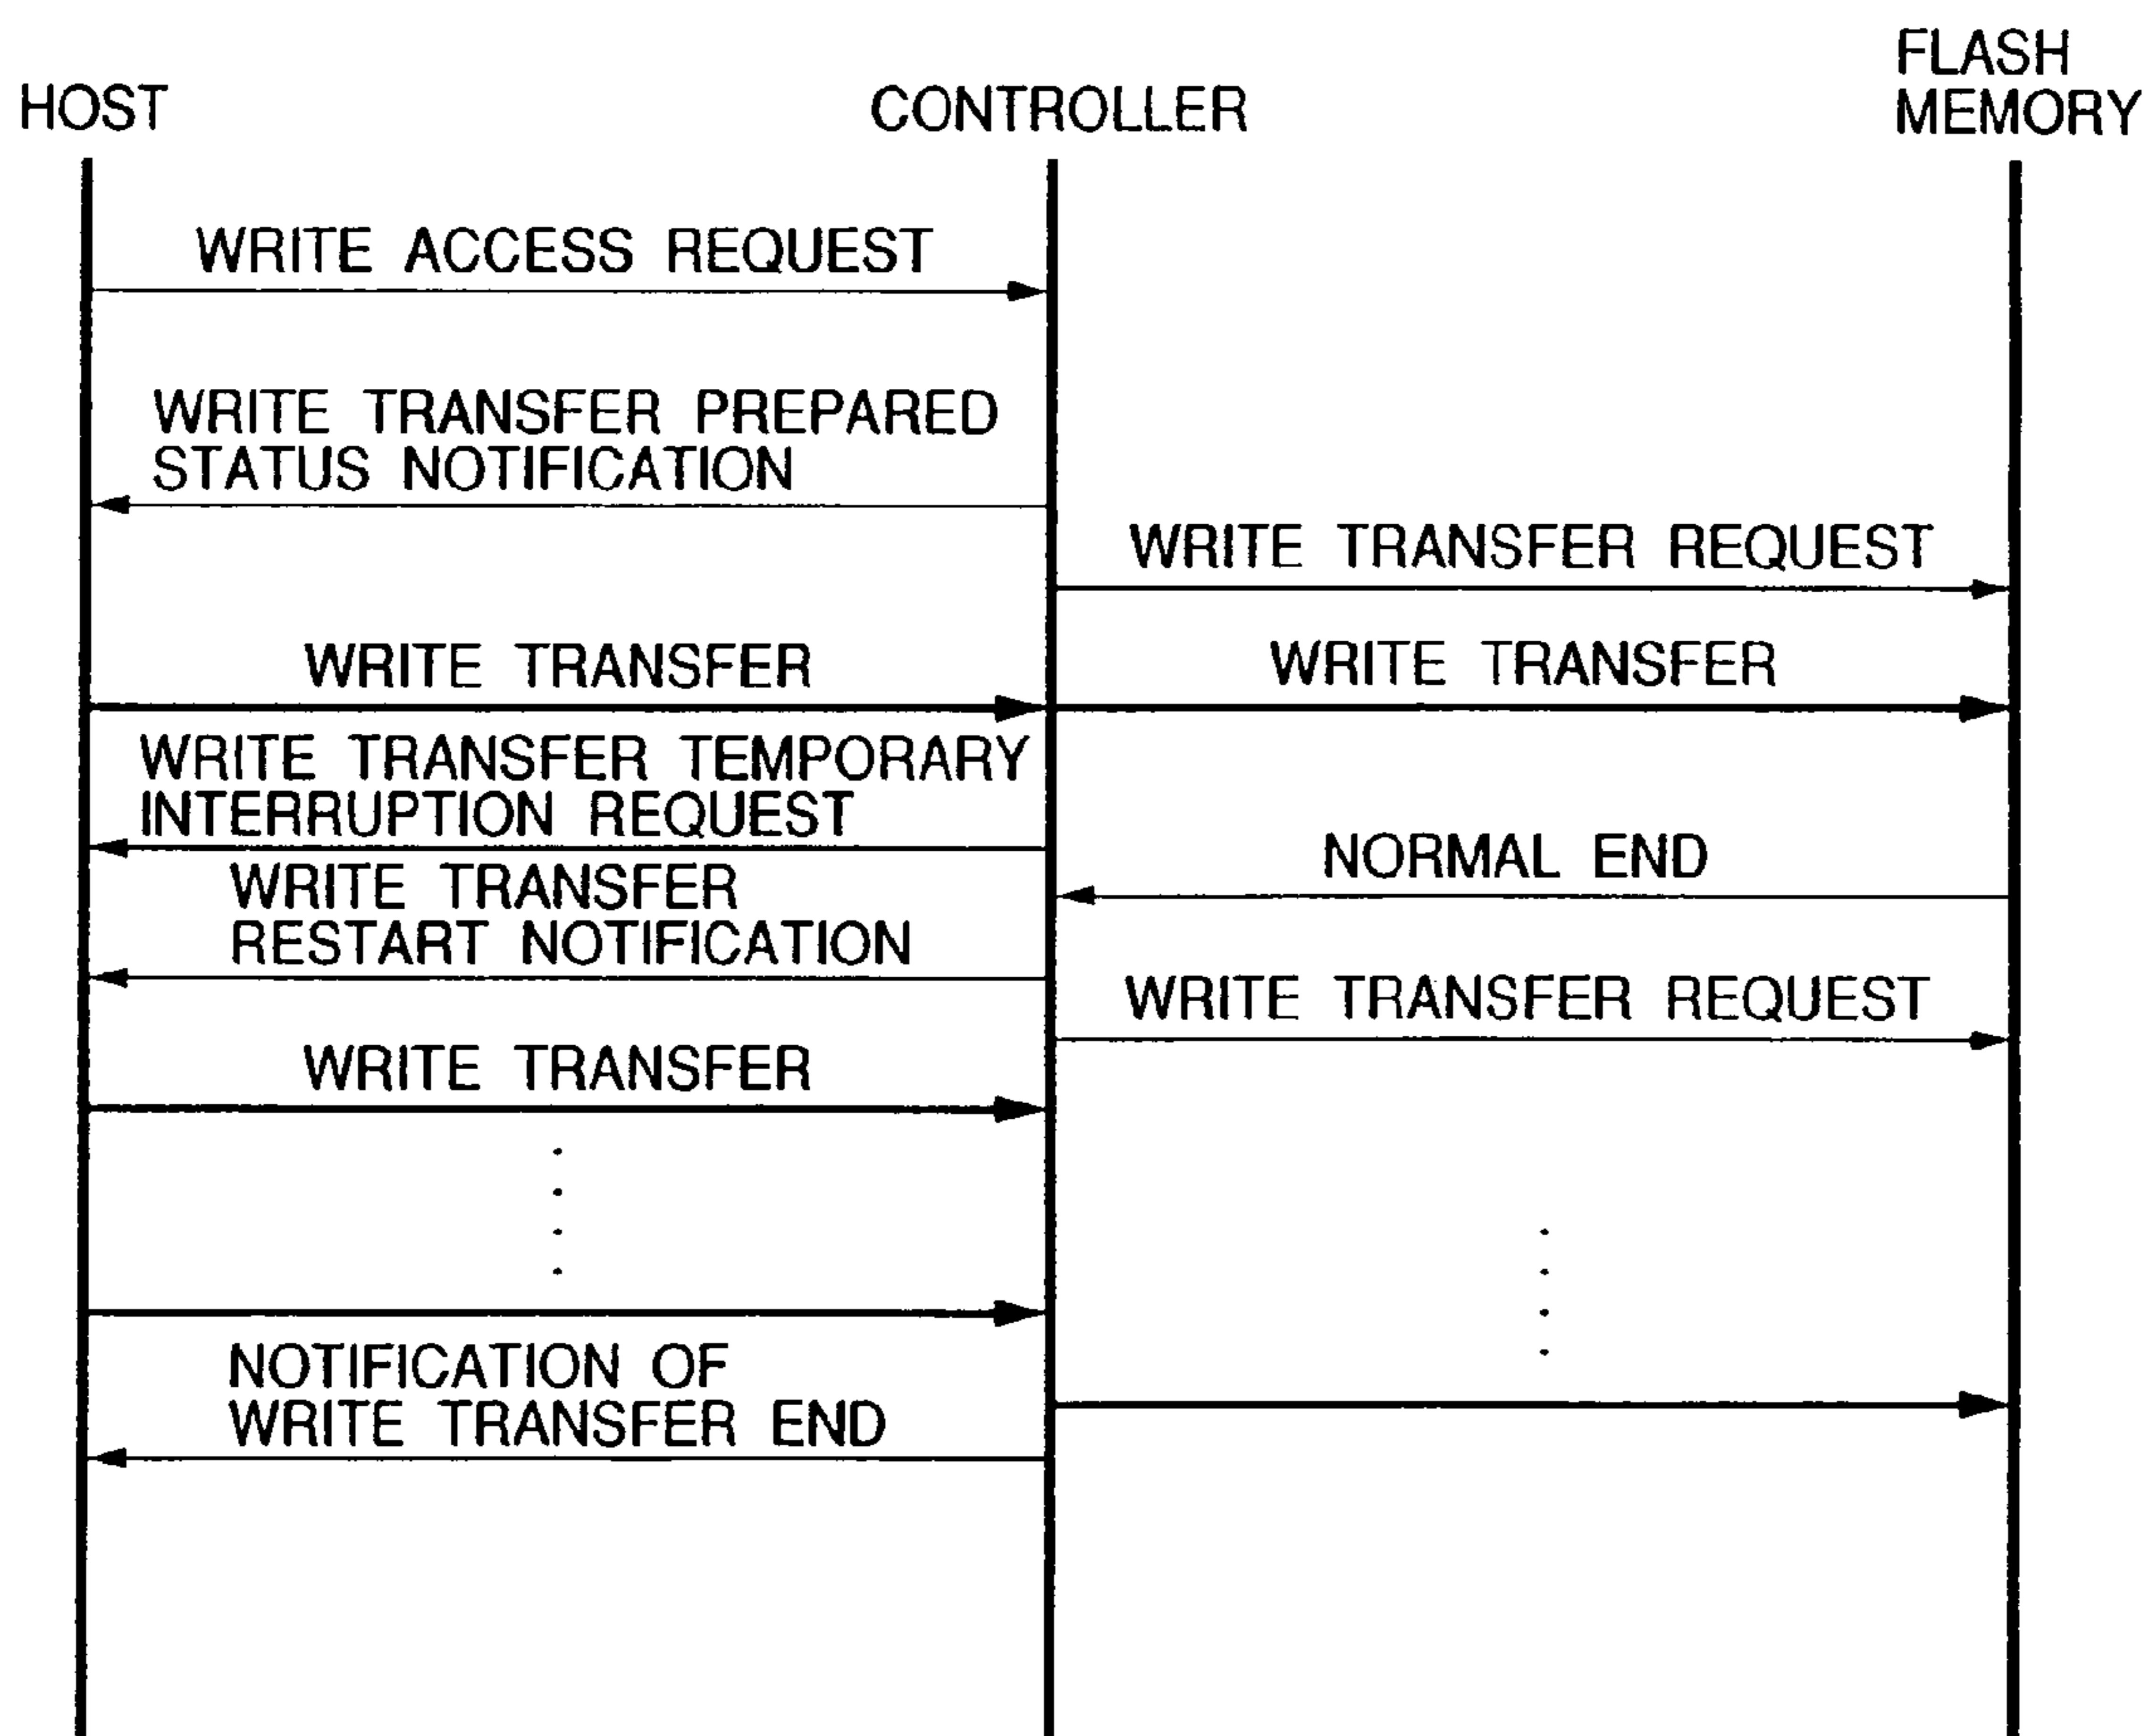 FLASH
MEMORY
HOST
CONTROLLER
WRITE ACCESS REQUEST
WRITE TRANSFER PREPARED
STATUS NOTIFICATION
WRITE TRANSFER REQUEST
WRITE TRANSFER
WRITE TRANSFER
WRITE TRANSFER TEMPORARY
INTERRUPTION REQUEST
NORMAL END
WRITE TRANSFER
RESTART NOTIFICATION
WRITE TRANSFER REQUEST
WRITE TRANSFER
NOTIFICATION OF
WRITE TRANSFER END